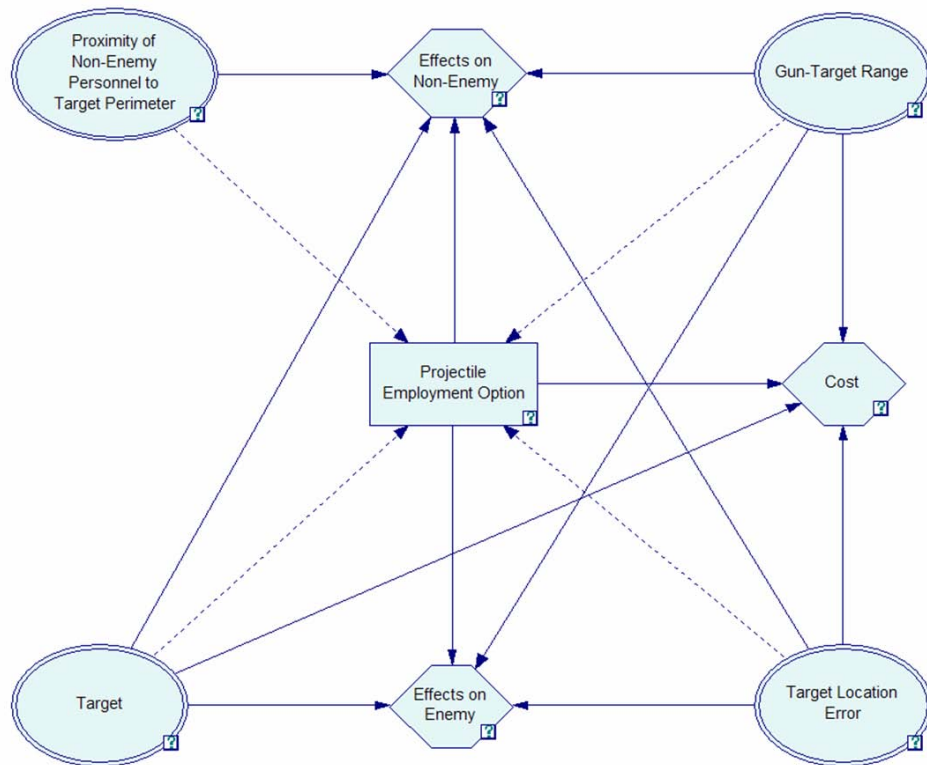 Proximity of
Non-Enemy
Personnel to
Target Perimeter
?
Effects on
Non-Enemy
?
Gun-Target Range
?
Projectile
Employment Option
?
Cost
?
Target
?
Effects on
Enemy
?
Target Location
Error
?